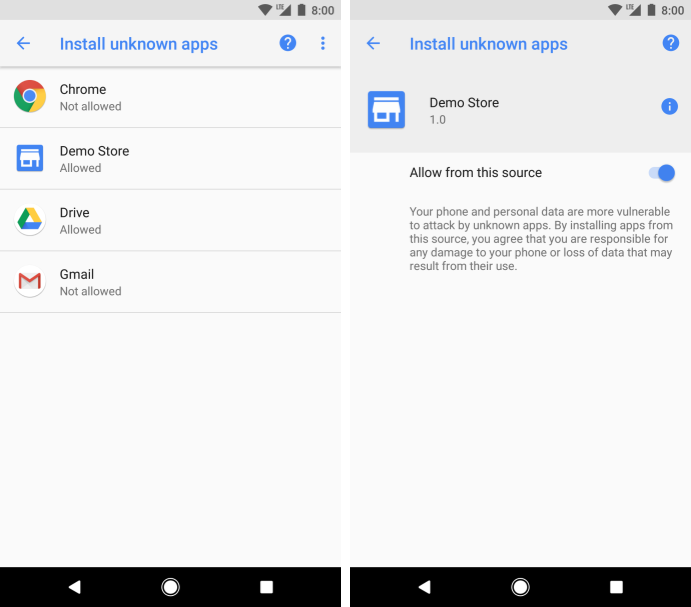 LTE 8:00
Install unknown apps ?
Chrome
Not allowed
Demo Store
Allowed
Drive
Allowed
Gmail
Not allowed
LTE 8:00
Install unknown apps ?
Demo Store
1.0
Allow from this source
Your phone and personal data are more vulnerable
to attack by unknown apps. By installing apps from
this source, you agree that you are responsible for
any damage to your phone or loss of data that may
result from their use.